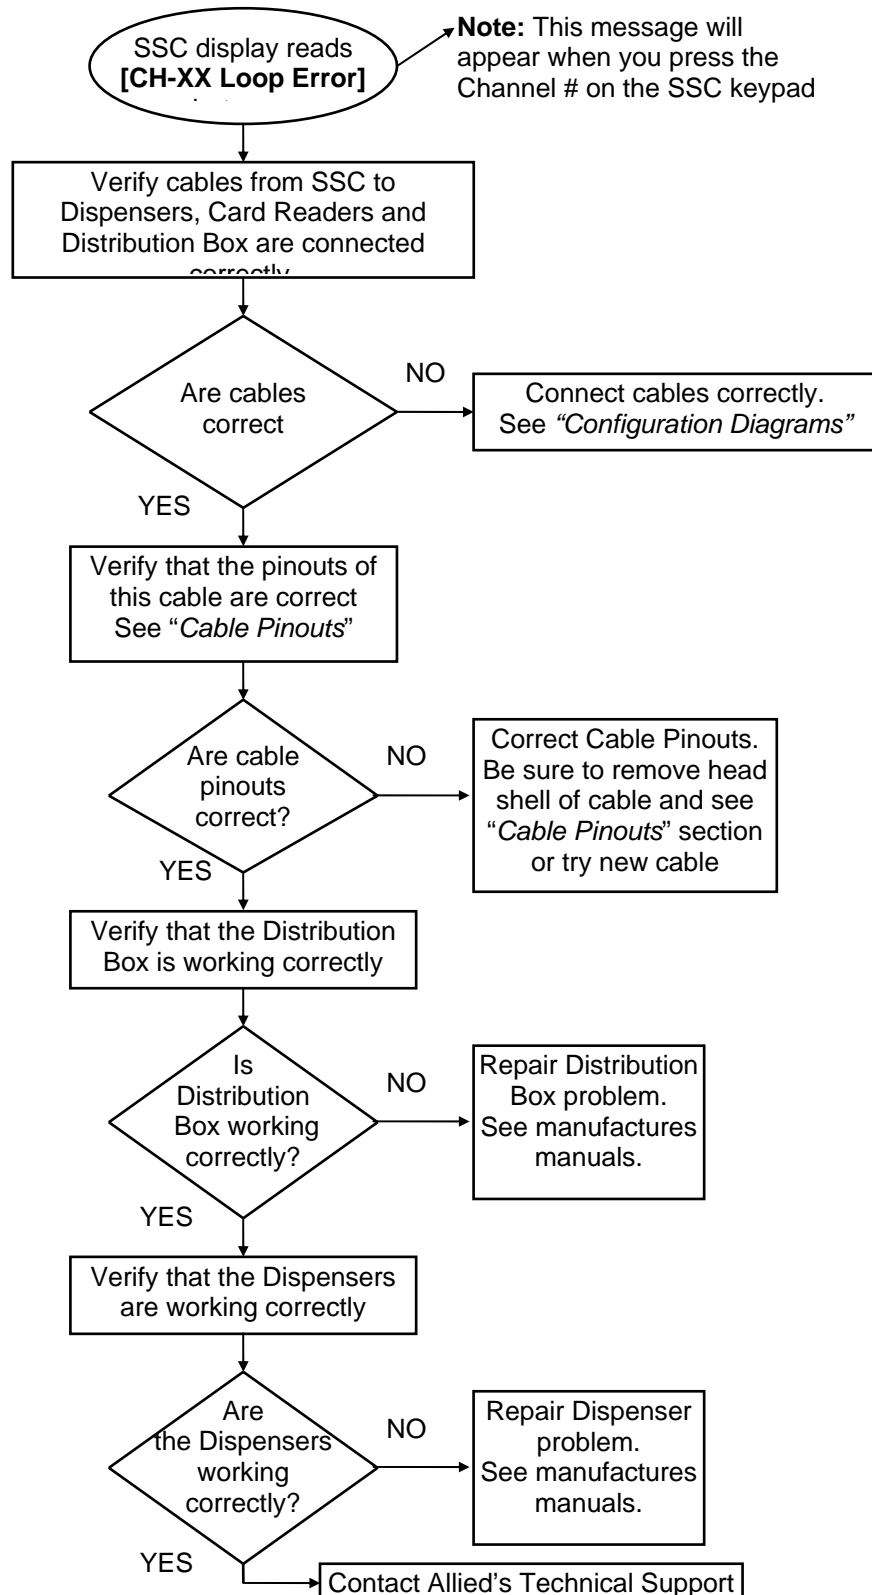 SSC display reads
[CH-XX Loop Error]
Note: This message will
appear when you press the
Channel # on the SSC keypad
Verify cables from SSC to
Dispensers, Card Readers and
Distribution Box are connected
correctly
Are cables
correct
NO
Connect cables correctly.
See “Configuration Diagrams”
YES
Verify that the pinouts of
this cable are correct
See “Cable Pinouts”
Are cable
pinouts
correct?
NO
Correct Cable Pinouts.
Be sure to remove head
shell of cable and see
“Cable Pinouts” section
or try new cable
YES
Verify that the Distribution
Box is working correctly
Is
Distribution
Box working
correctly?
NO
Repair Distribution
Box problem.
See manufactures
manuals.
YES
Verify that the Dispensers
are working correctly
Are
the Dispensers
working
correctly?
NO
Repair Dispenser
problem.
See manufactures
manuals.
YES
Contact Allied’s Technical Support